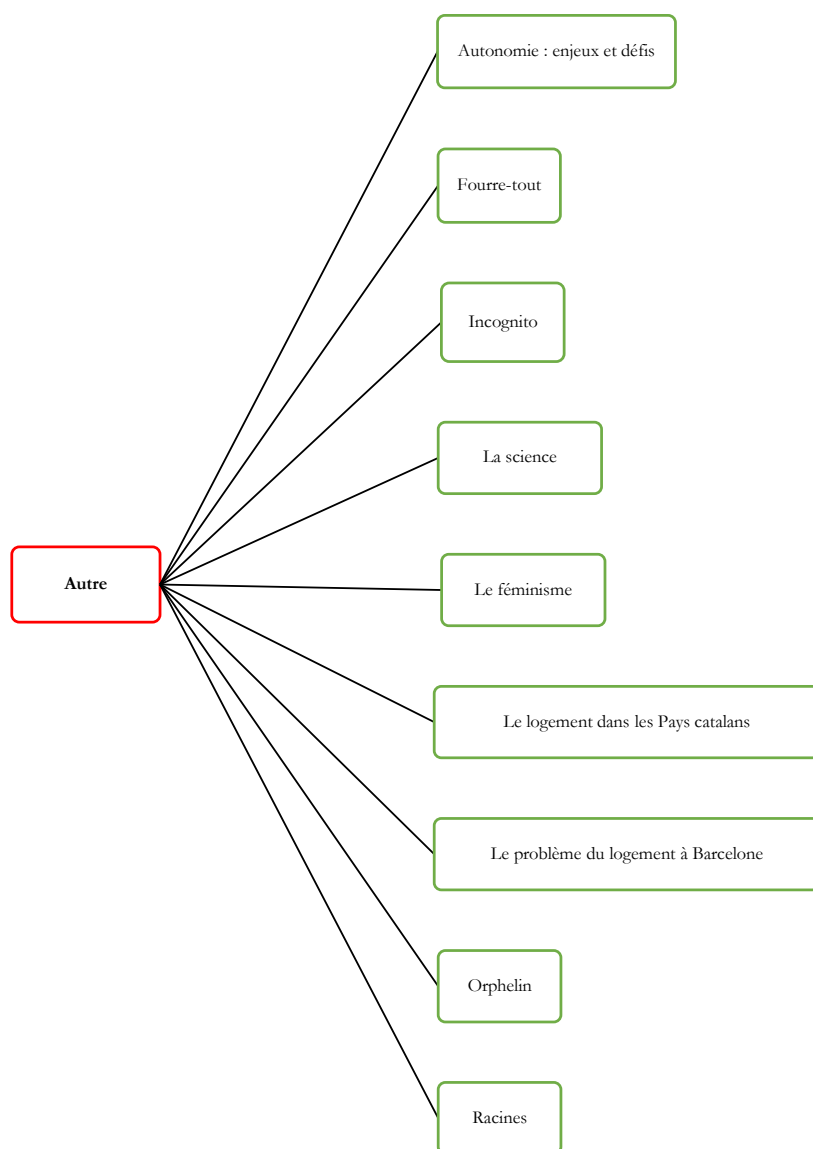 Autonomie : enjeux et défis
Fourre-tout
Incognito
La science
Autre
Le féminisme
Le logement dans les Pays catalans
Le problème du logement à Barcelone
Orphelin
Racines